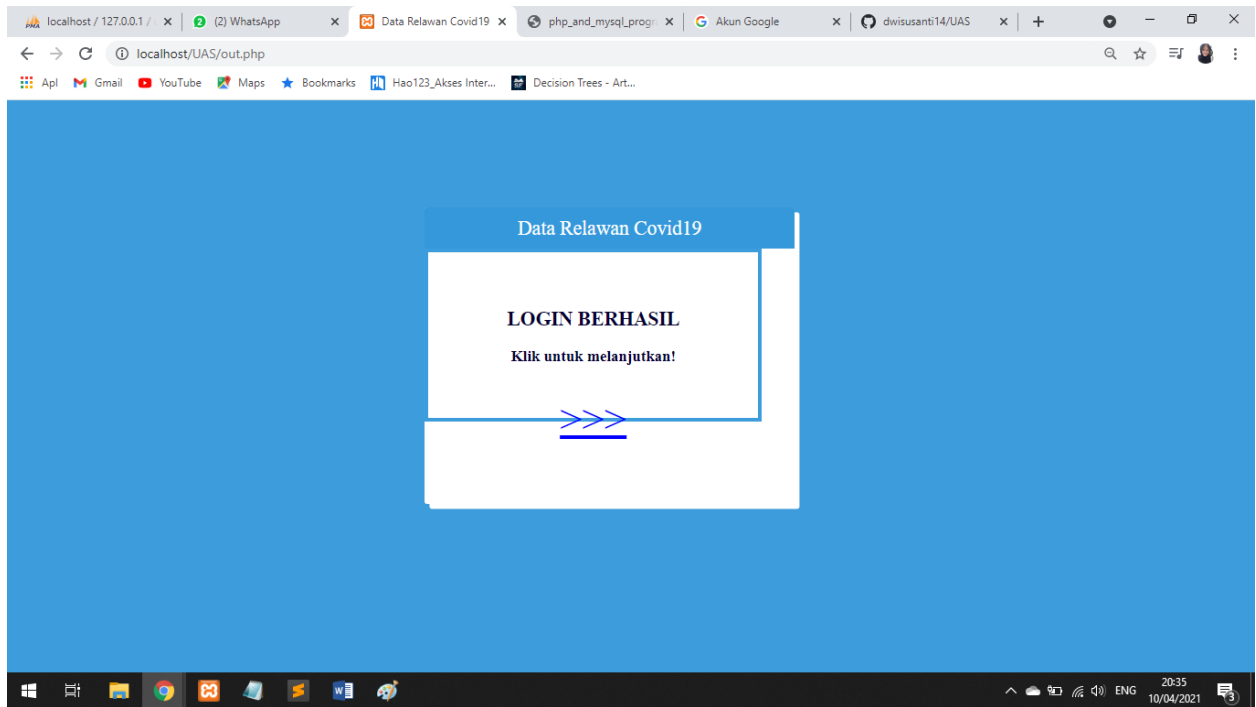 localhost / 127.0.0.1 /
(2) WhatsApp
Data Relawan Covid19
php_and_mysql_progr
Akun Google
dwisusanti14/UAS
localhost/UAS/out.php
Apl
Gmail
YouTube
Maps
Bookmarks
Hao123_Akses Inter...
Decision Trees - Art...
Data Relawan Covid19
LOGIN BERHASIL
Klik untuk melanjutkan!
>>>
ENG
20:35
10/04/2021